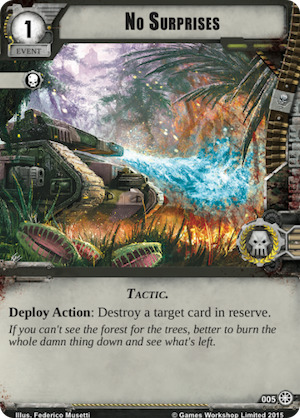 1
No Surprises
EVENT
Tactic.
Deploy Action: Destroy a target card in reserve.
If you can't see the forest for the trees, better to burn the
whole damn thing down and see what's left.
005
Illus. Federico Musetti
© Games Workshop Limited 2015